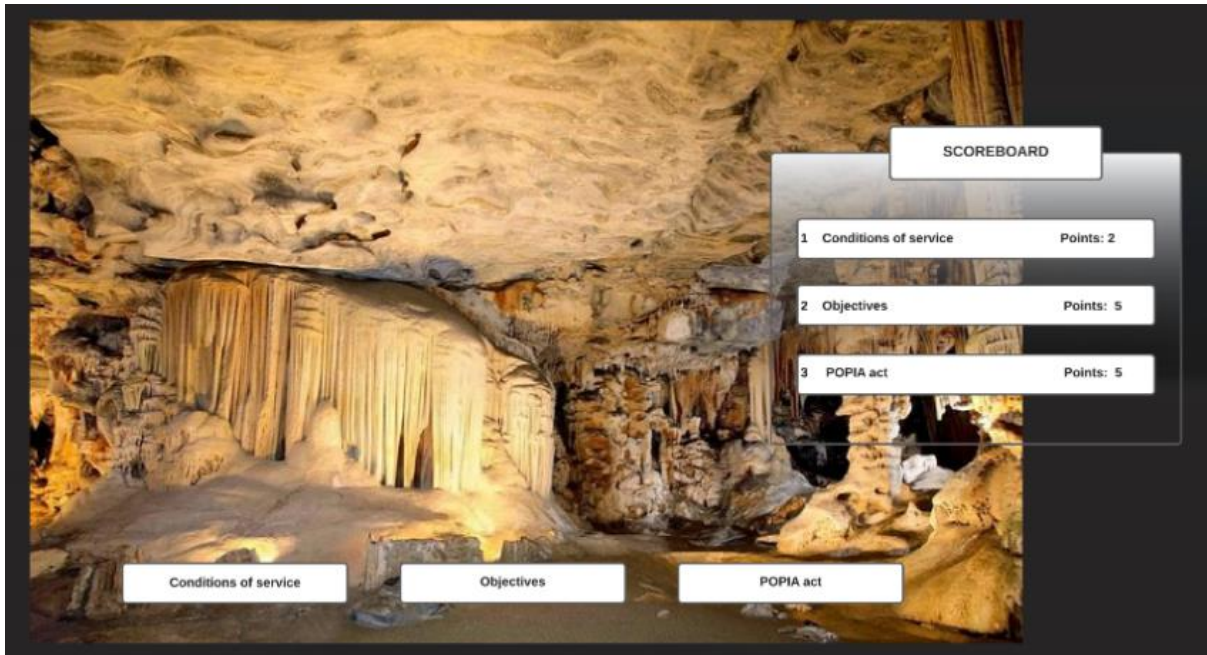 SCOREBOARD
1 Conditions of service Points: 2
2 Objectives Points: 5
3 POPIA act Points: 5
Conditions of service Objectives POPIA act